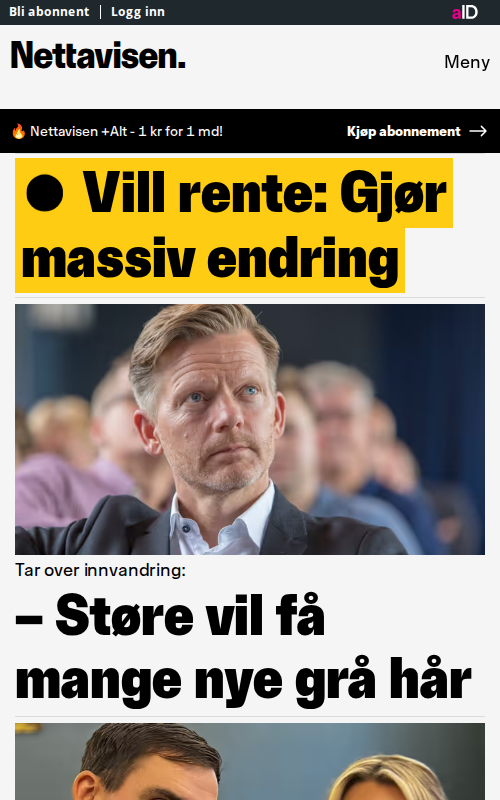 Bli abonnent | Logg inn
aID
Nettavisen.
Meny
🔥 Nettavisen +Alt - 1 kr for 1 md!
Kjøp abonnement →
● Vill rente: Gjør
massiv endring
Tar over innvandring:
– Støre vil få
mange nye grå hår